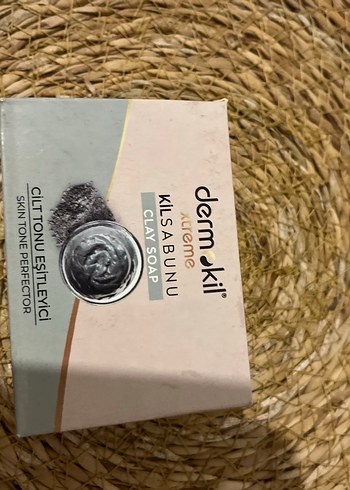 dermokil®
xtreme
KİL SABUNU
CLAY SOAP
CİLT TONU EŞİTLEYİCİ
SKIN TONE PERFECTOR